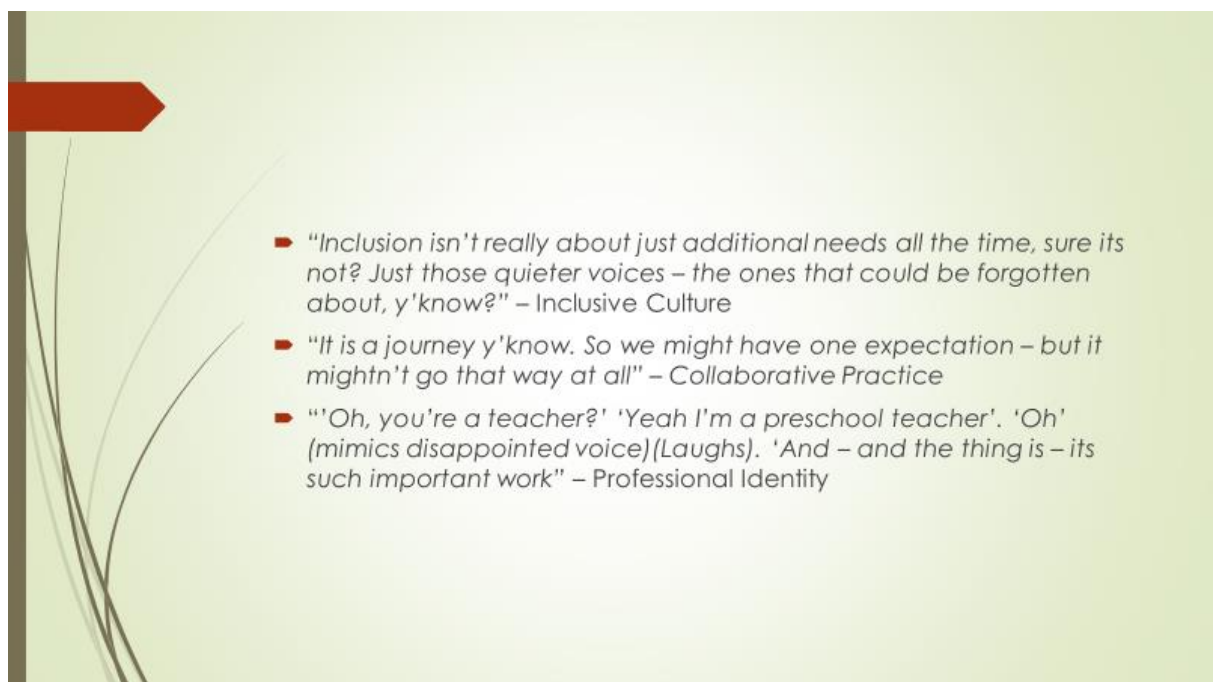 “Inclusion isn’t really about just additional needs all the time, sure its
not? Just those quieter voices – the ones that could be forgotten
about, y’know?” – Inclusive Culture
“It is a journey y’know. So we might have one expectation – but it
mightn’t go that way at all” – Collaborative Practice
“’Oh, you’re a teacher?’ ‘Yeah I’m a preschool teacher’. ‘Oh’
(mimics disappointed voice)(Laughs). ‘And – and the thing is – its
such important work” – Professional Identity